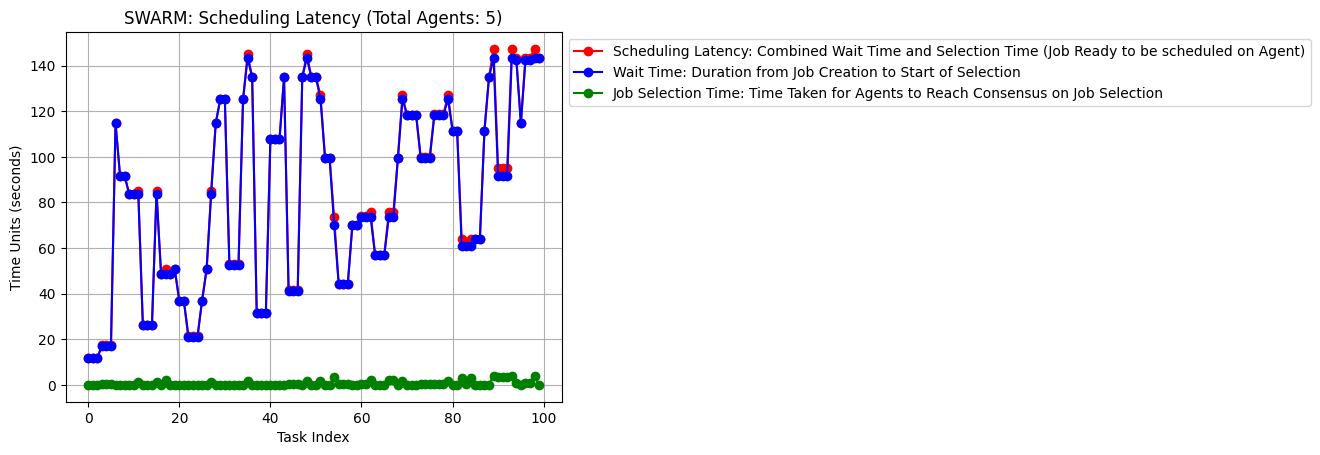 SWARM: Scheduling Latency (Total Agents: 5)
Scheduling Latency: Combined Wait Time and Selection Time (Job Ready to be scheduled on Agent)
Wait Time: Duration from Job Creation to Start of Selection
Job Selection Time: Time Taken for Agents to Reach Consensus on Job Selection
Time Units (seconds)
140
120
100
80
60
40
20
0
0 20 40 60 80 100
Task Index